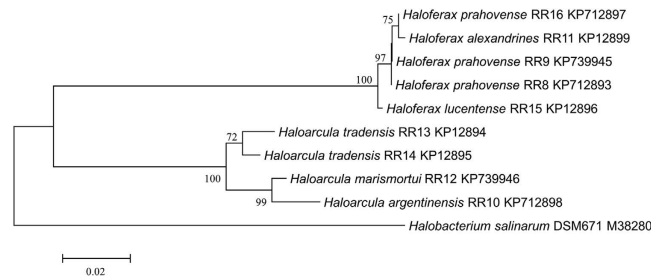 75
Haloferax prahovense RR16 KP712897
Haloferax alexandrines RR11 KP12899
97
Haloferax prahovense RR9 KP739945
100
Haloferax prahovense RR8 KP712893
Haloferax lucentense RR15 KP12896
72
Haloarcula tradensis RR13 KP12894
Haloarcula tradensis RR14 KP12895
100
Haloarcula marismortui RR12 KP739946
99
Haloarcula argentinensis RR10 KP712898
Halobacterium salinarum DSM671 M38280
0.02